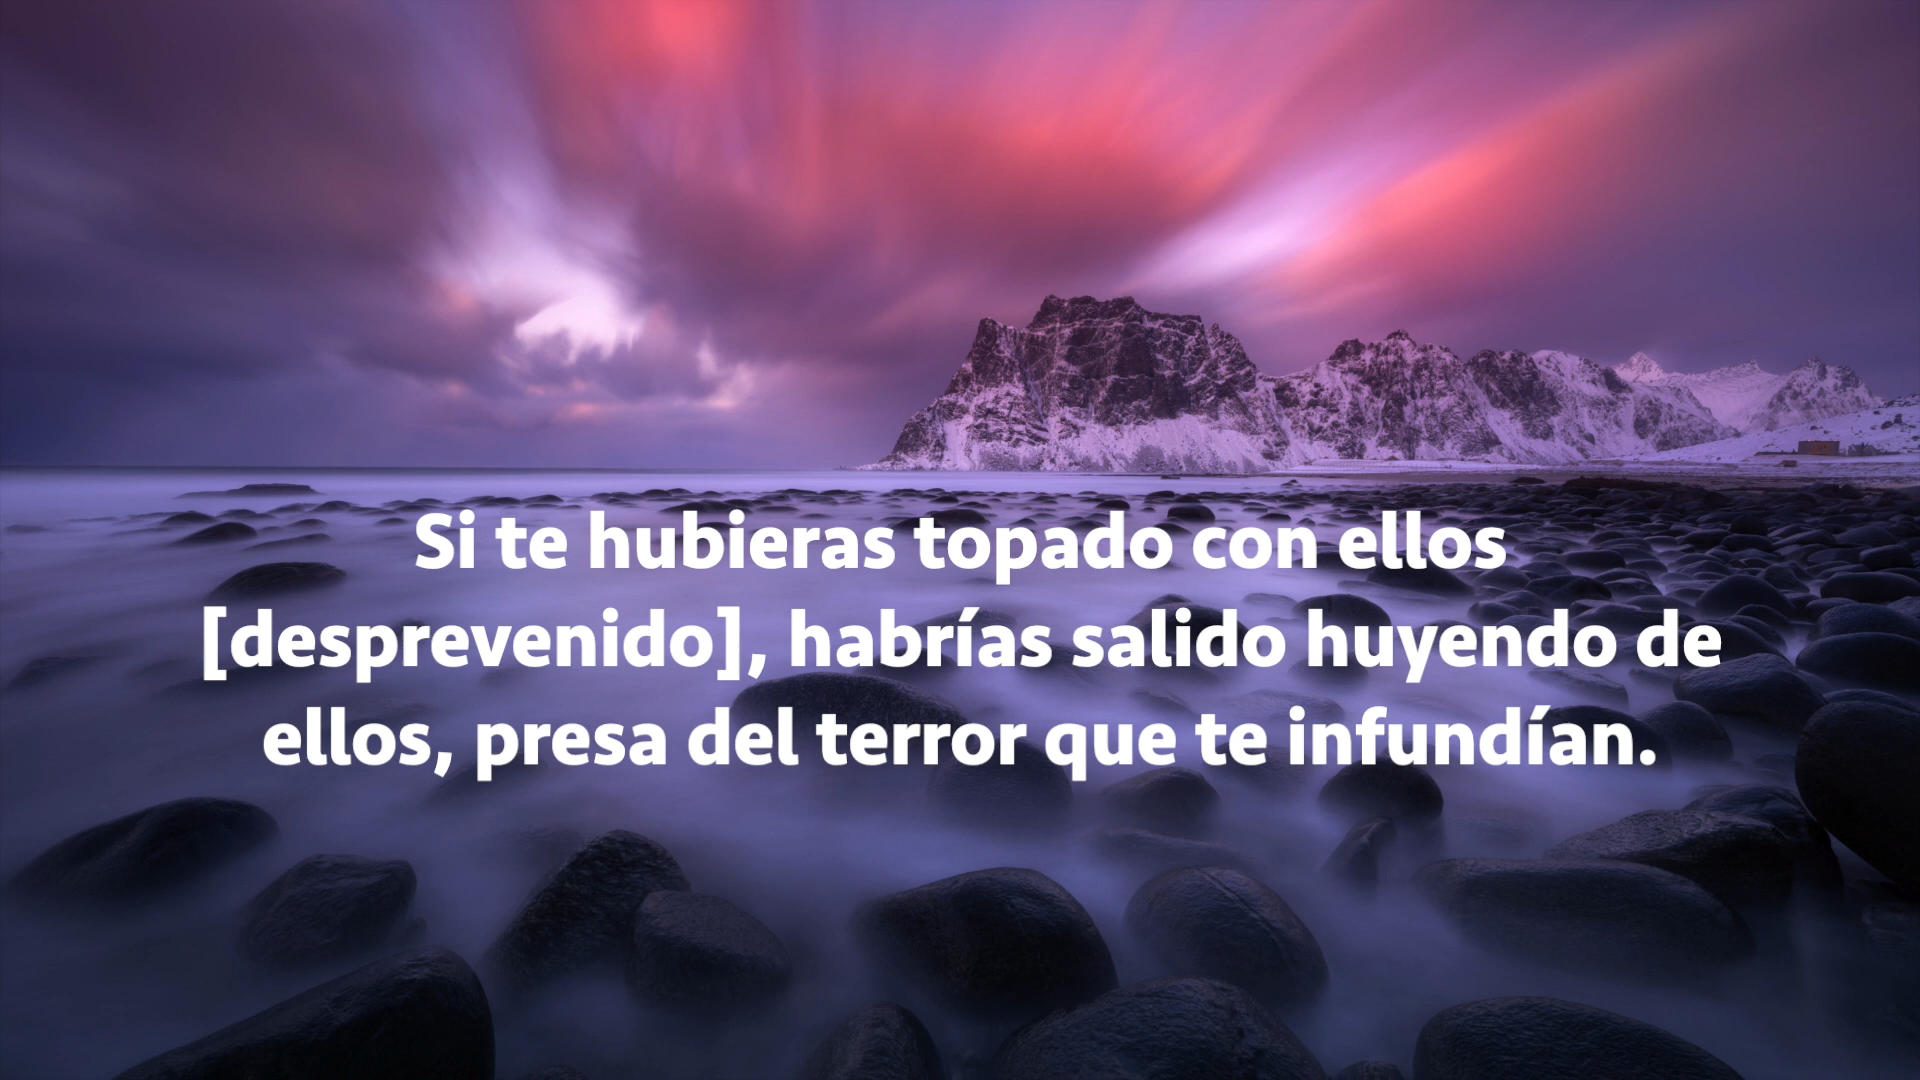 Si te hubieras topado con ellos
[desprevenido], habrías salido huyendo de
ellos, presa del terror que te infundían.